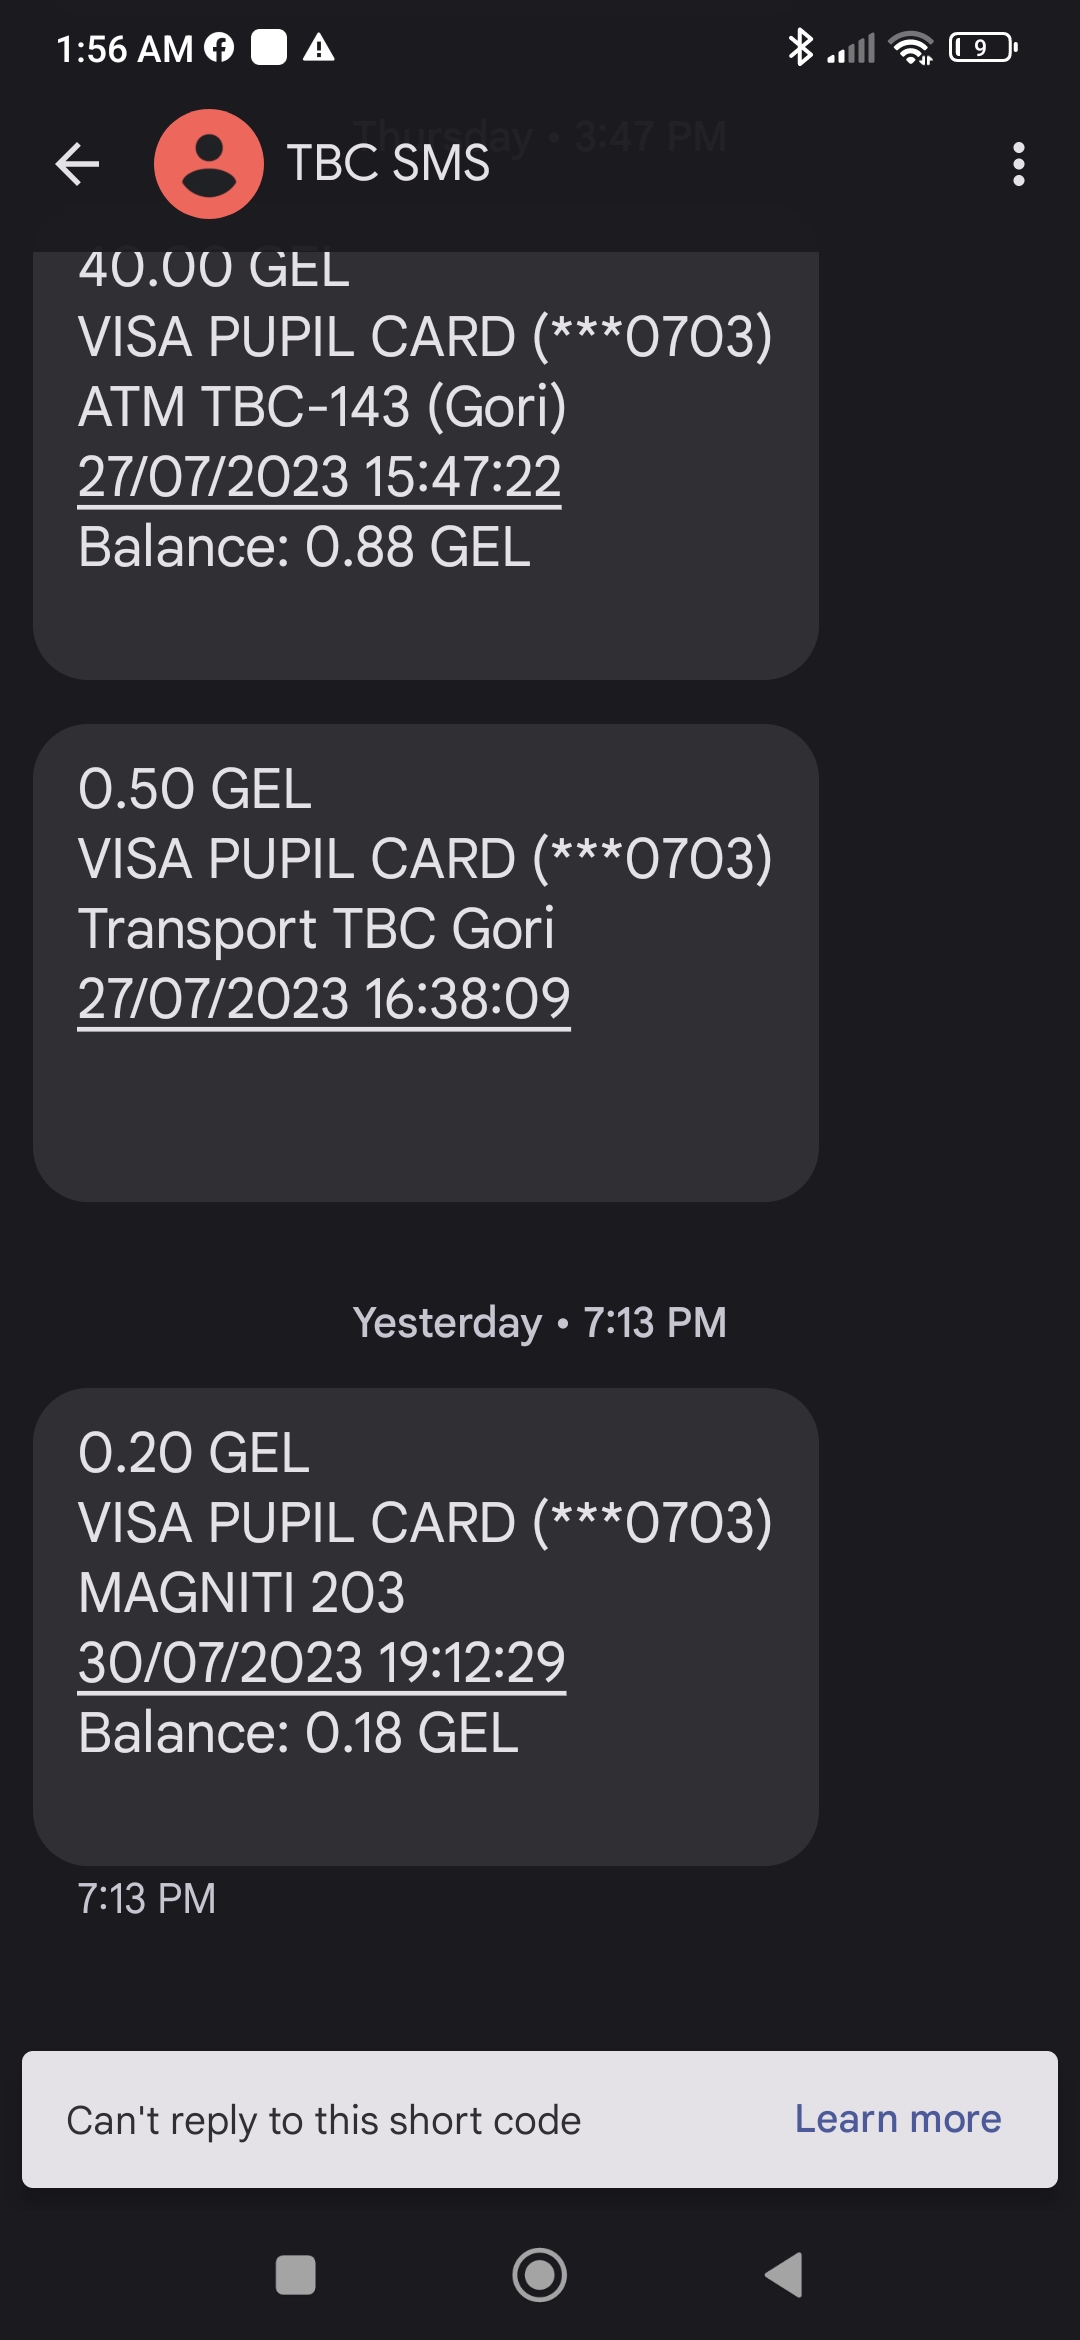 1:56 AM
9
Thursday • 3:47 PM
TBC SMS
40.00 GEL
VISA PUPIL CARD (***0703)
ATM TBC-143 (Gori)
27/07/2023 15:47:22
Balance: 0.88 GEL
0.50 GEL
VISA PUPIL CARD (***0703)
Transport TBC Gori
27/07/2023 16:38:09
Yesterday • 7:13 PM
0.20 GEL
VISA PUPIL CARD (***0703)
MAGNITI 203
30/07/2023 19:12:29
Balance: 0.18 GEL
7:13 PM
Can't reply to this short code
Learn more